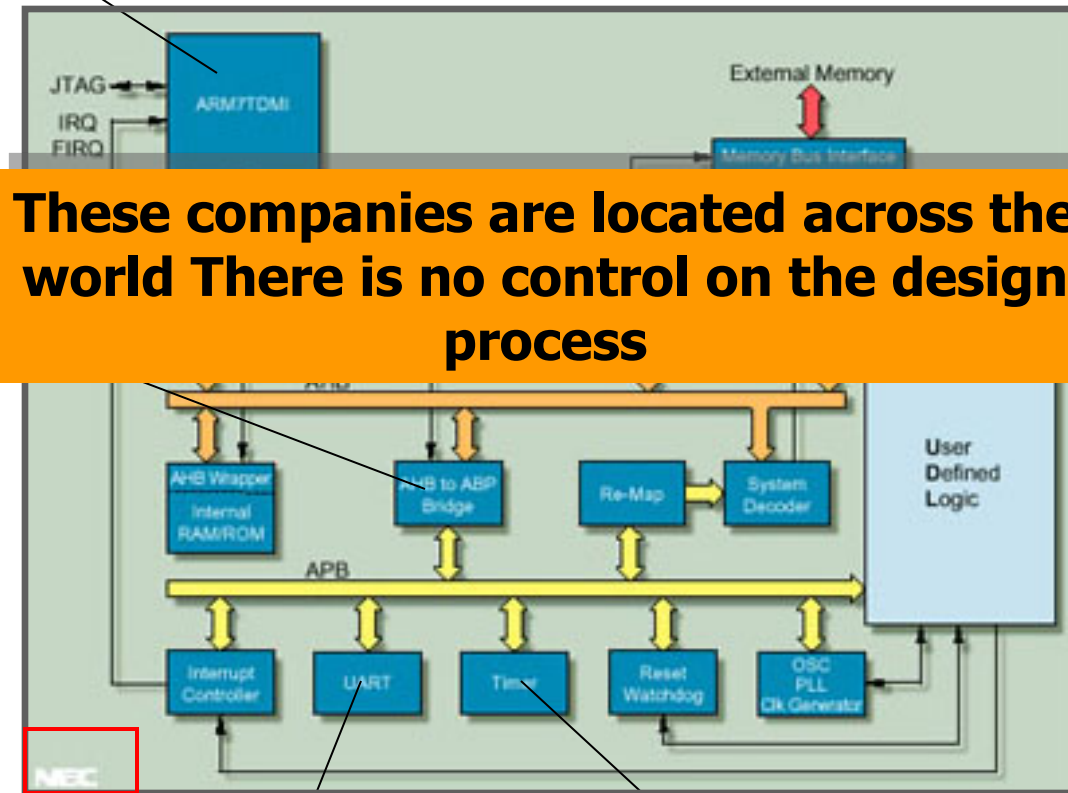 JTAG
ARM7TDMI
External Memory
IRQ
FIRQ
Memory Bus Interface
These companies are located across the
world There is no control on the design
process
AHB
User
Defined
Logic
AHB Wrapper
Internal
RAM/ROM
AHB to ABP
Bridge
Re-Map
System
Decoder
APB
Interrupt
Controller
UART
Timer
Reset
Watchdog
OSC
PLL
Clk Generator
NEC